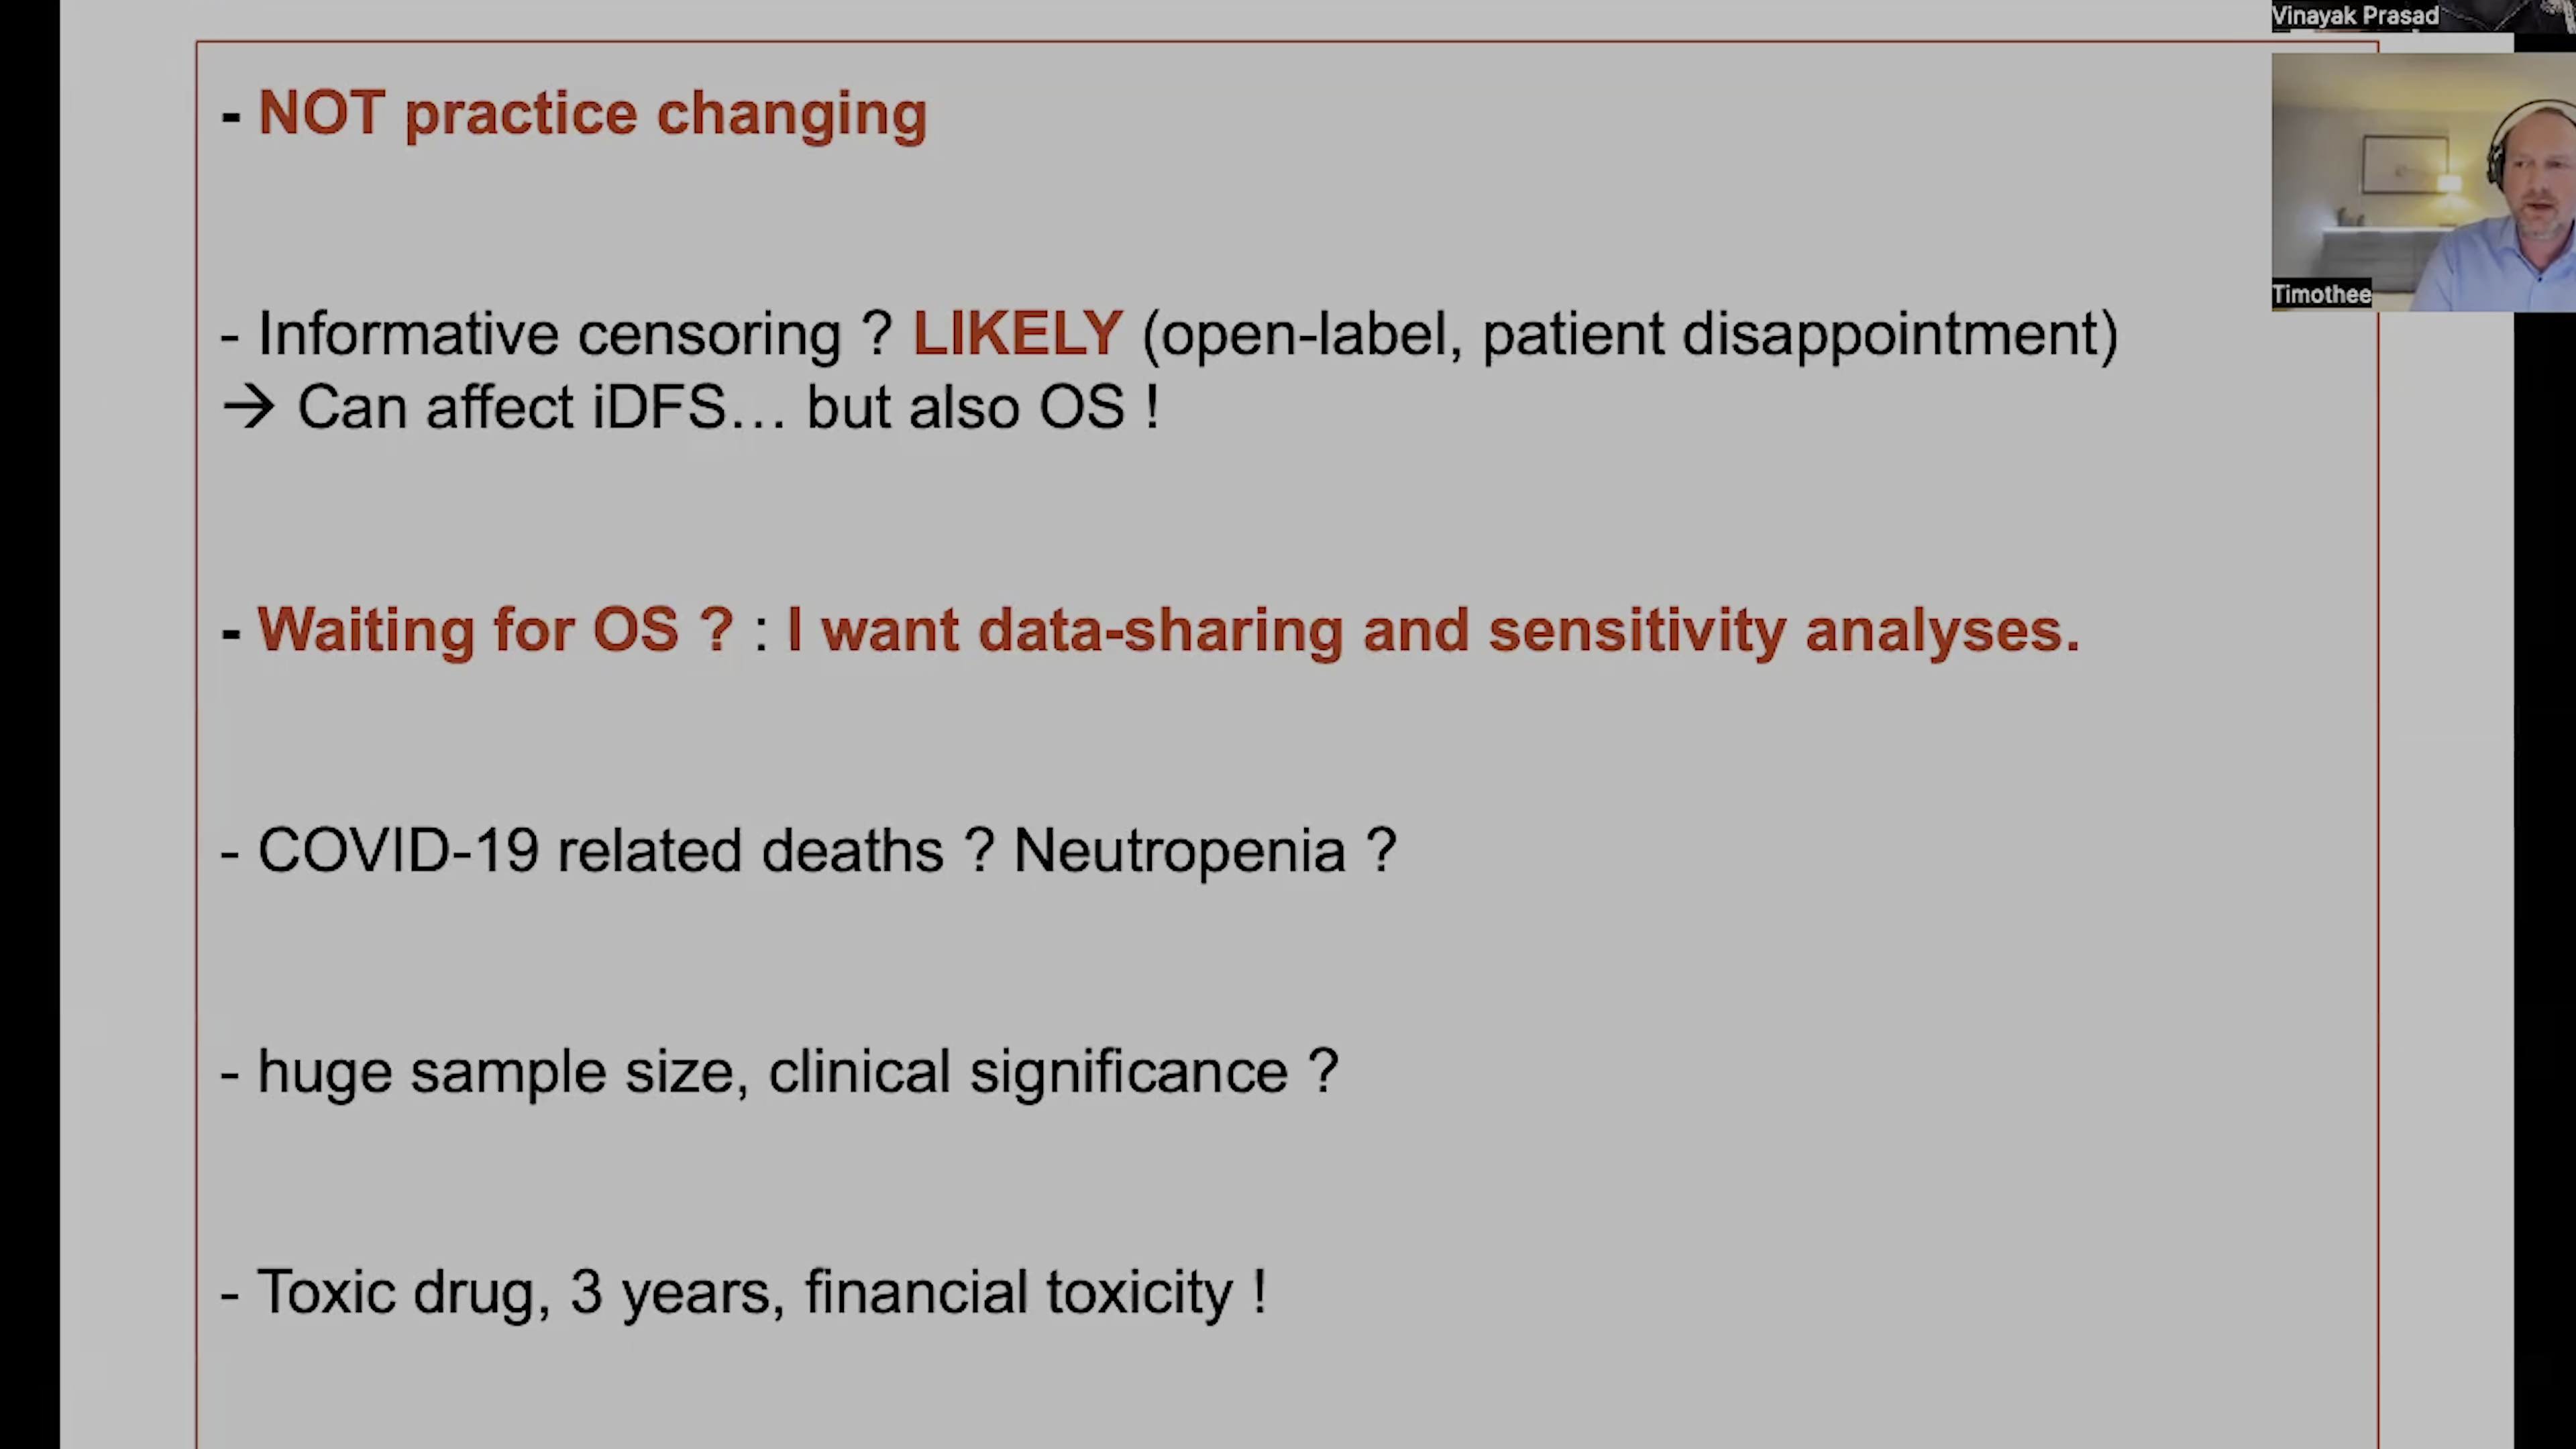 Vinayak Prasad
- NOT practice changing
Timothee
- Informative censoring ? LIKELY (open-label, patient disappointment)
→ Can affect iDFS… but also OS !
- Waiting for OS ? : I want data-sharing and sensitivity analyses.
- COVID-19 related deaths ? Neutropenia ?
- huge sample size, clinical significance ?
- Toxic drug, 3 years, financial toxicity !